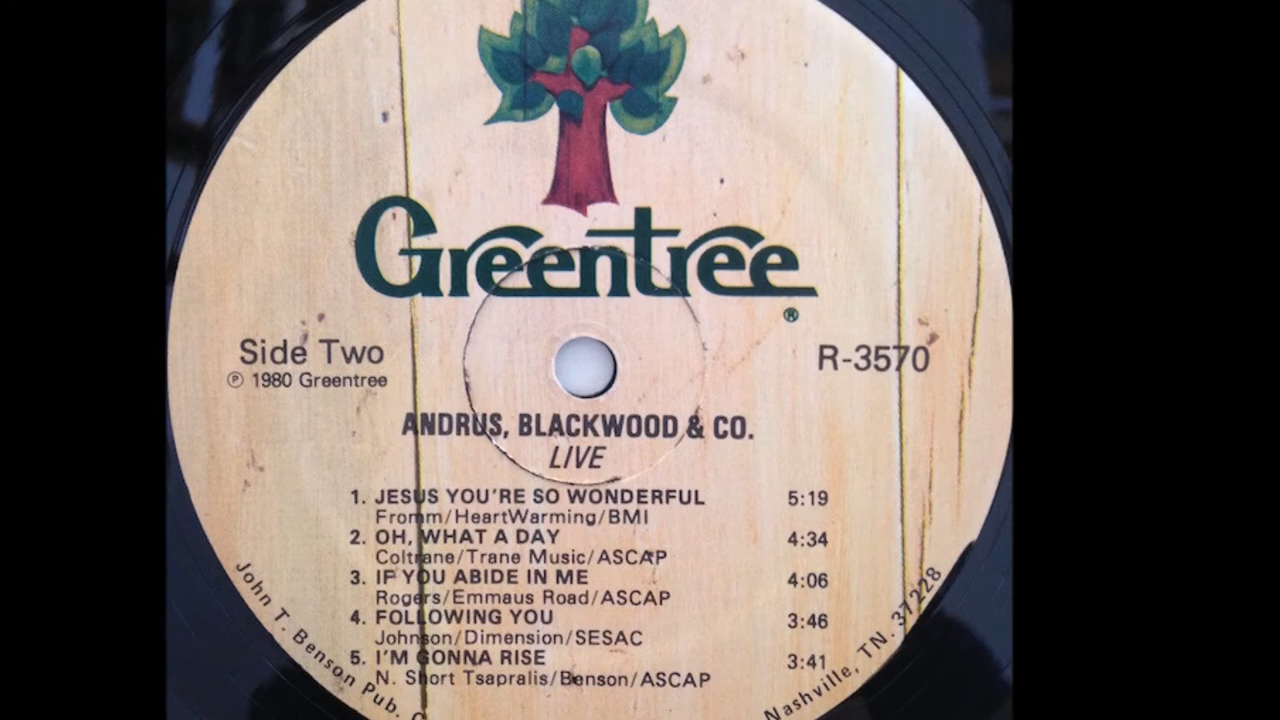 Greentree
®
Side Two
R-3570
℗ 1980 Greentree
ANDRUS, BLACKWOOD & CO.
LIVE
1. JESUS YOU'RE SO WONDERFUL 5:19
Fromm/HeartWarming/BMI
2. OH, WHAT A DAY 4:34
Coltrane/Trane Music/ASCAP
3. IF YOU ABIDE IN ME 4:06
Rogers/Emmaus Road/ASCAP
4. FOLLOWING YOU 3:46
Johnson/Dimension/SESAC
5. I'M GONNA RISE 3:41
N. Short Tsapralis/Benson/ASCAP
John T. Benson Pub. Nashville, TN. 37228